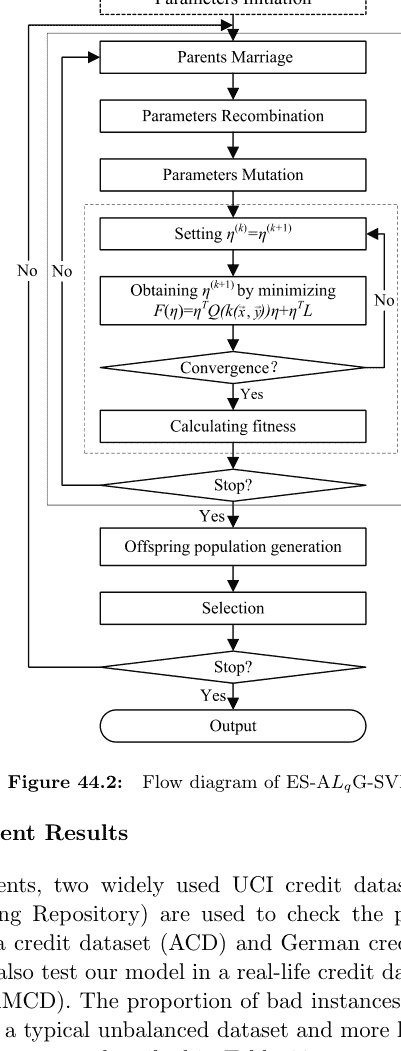 Parameters Initiation
Parents Marriage
Parameters Recombination
Parameters Mutation
Setting η(k)=η(k+1)
No
No
Obtaining η(k+1) by minimizing
F(η)=ηTQ(k(x⃗, y⃗))η+ηTL
No
Convergence?
Yes
Calculating fitness
Stop?
Yes
Offspring population generation
Selection
Stop?
Yes
Output
Figure 44.2: Flow diagram of ES-ALqG-SV
ent Results
ents, two widely used UCI credit datas
ng Repository) are used to check the p
a credit dataset (ACD) and German cred
also test our model in a real-life credit da
MCD). The proportion of bad instances
a typical unbalanced dataset and more